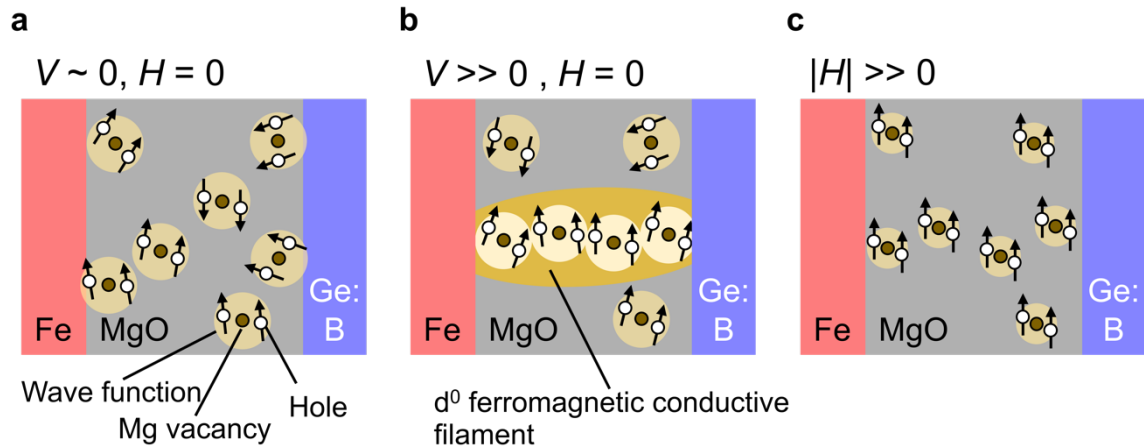 a
V ~ 0, H = 0
Fe
MgO
Ge:
B
Wave function
Mg vacancy
Hole
b
V >> 0 , H = 0
Fe
MgO
Ge:
B
d⁰ ferromagnetic conductive
filament
c
|H| >> 0
Fe
MgO
Ge:
B